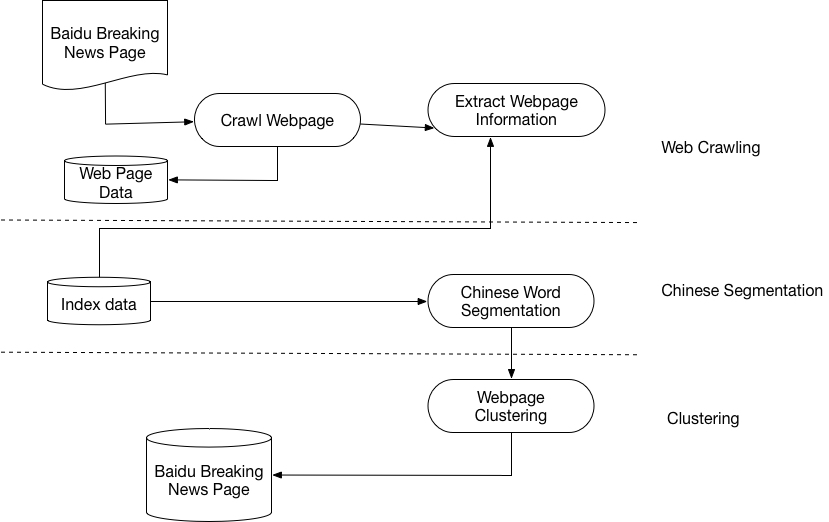 Baidu Breaking
News Page
Crawl Webpage
Extract Webpage
Information
Web Crawling
Web Page
Data
Index data
Chinese Word
Segmentation
Chinese Segmentation
Webpage
Clustering
Clustering
Baidu Breaking
News Page